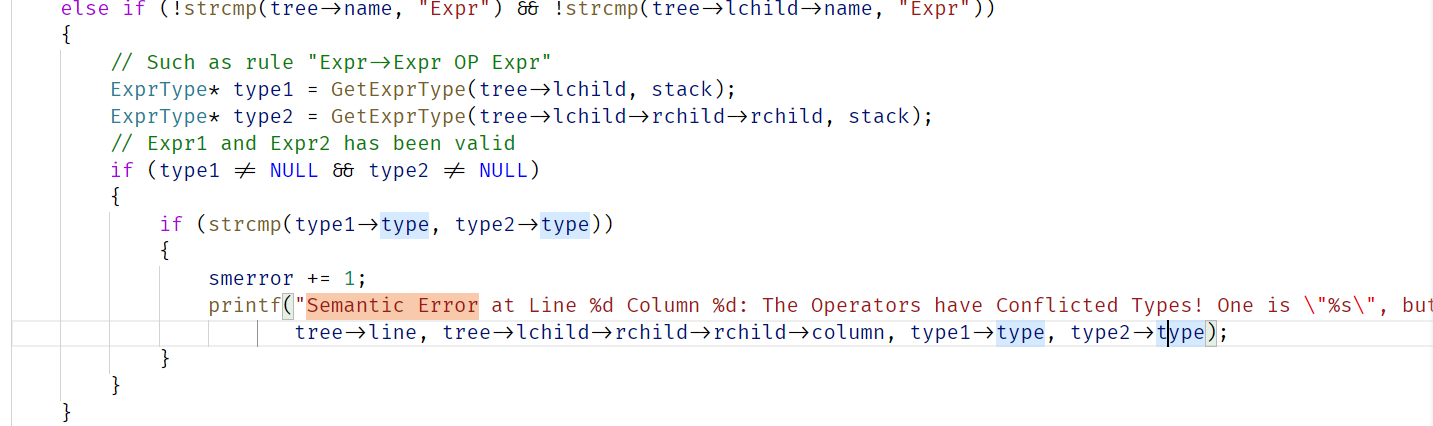 else if (!strcmp(tree->name, "Expr") && !strcmp(tree->lchild->name, "Expr"))
{
// Such as rule "Expr->Expr OP Expr"
ExprType* type1 = GetExprType(tree->lchild, stack);
ExprType* type2 = GetExprType(tree->lchild->rchild->rchild, stack);
// Expr1 and Expr2 has been valid
if (type1 != NULL && type2 != NULL)
{
if (strcmp(type1->type, type2->type))
{
smerror += 1;
printf("Semantic Error at Line %d Column %d: The Operators have Conflicted Types! One is \"%s\", but
tree->line, tree->lchild->rchild->rchild->column, type1->type, type2->type);
}
}
}